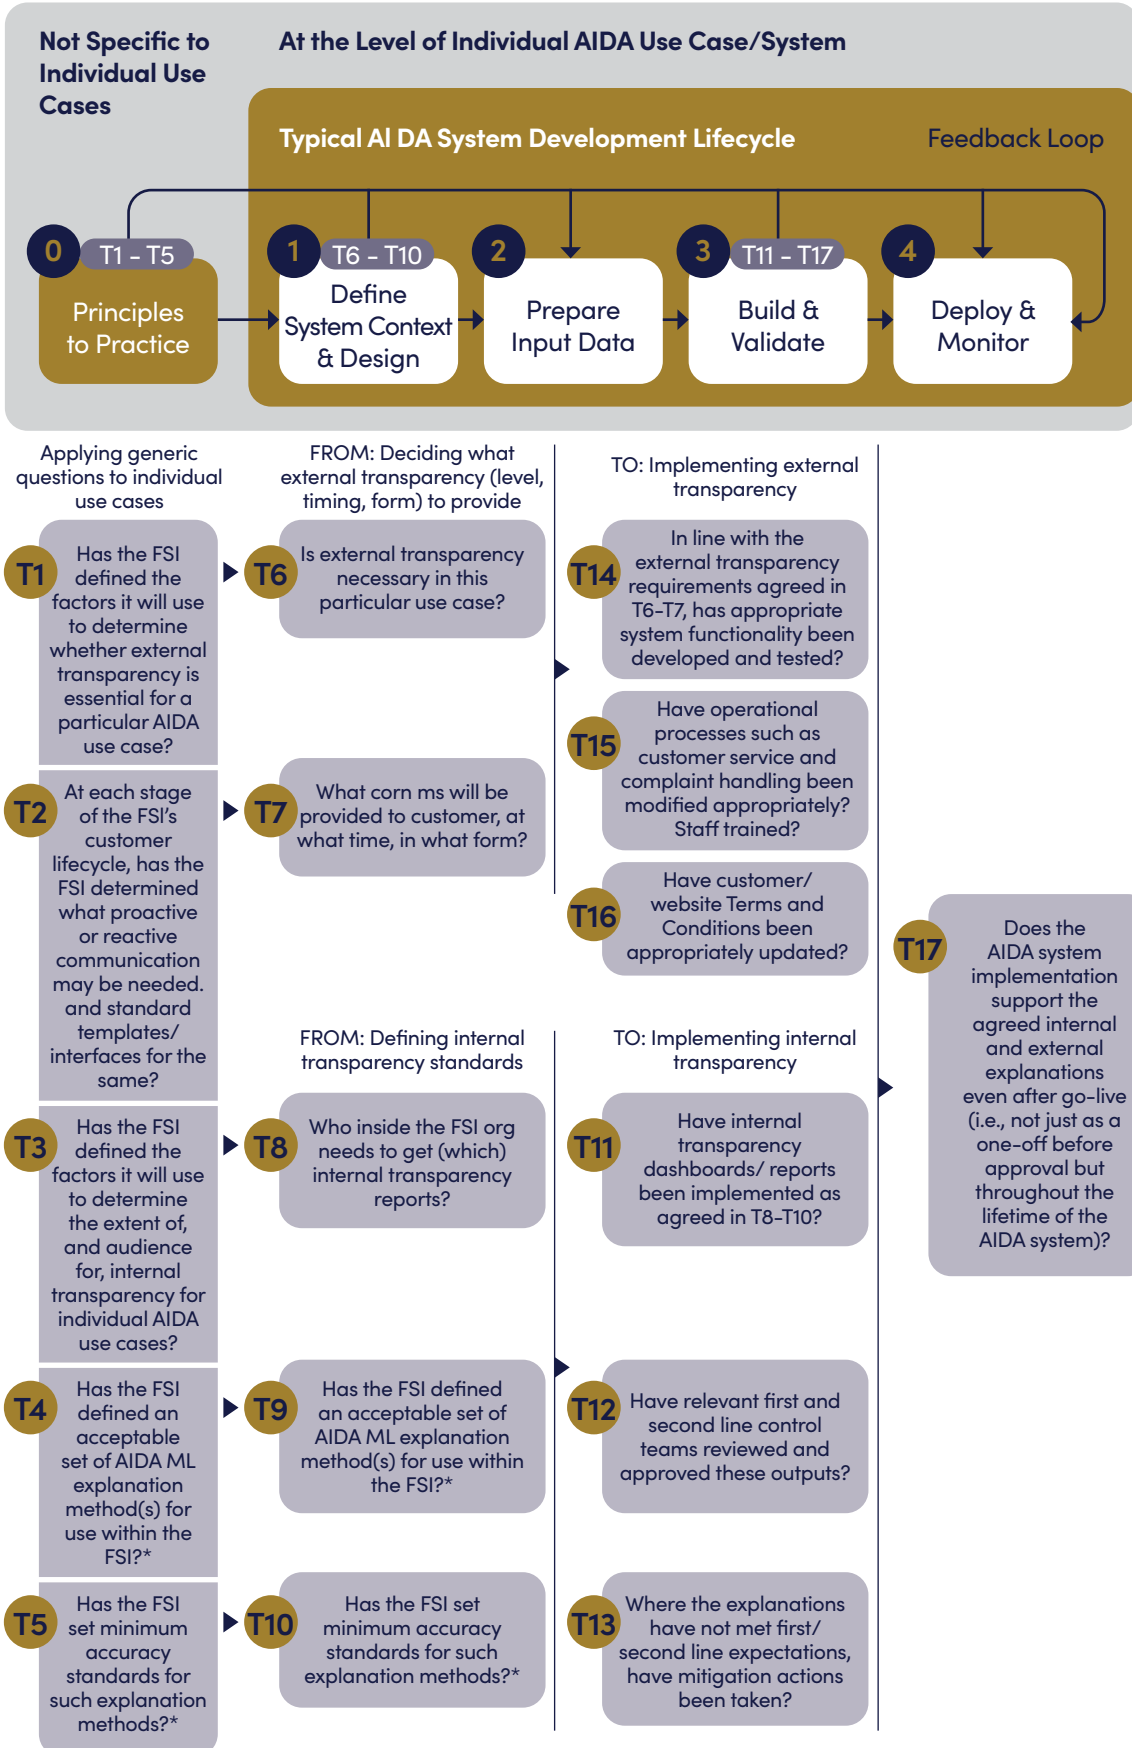 Not Specific to
Individual Use
Cases
At the Level of Individual AIDA Use Case/System
Typical Al DA System Development Lifecycle
Feedback Loop
0
T1 - T5
Principles
to Practice
1
T6 - T10
Define
System Context
& Design
2
Prepare
Input Data
3
T11 - T17
Build &
Validate
4
Deploy &
Monitor
Applying generic
questions to individual
use cases
FROM: Deciding what
external transparency (level,
timing, form) to provide
TO: Implementing external
transparency
T1
Has the FSI
defined the
factors it will use
to determine
whether external
transparency is
essential for a
particular AIDA
use case?
T6
Is external transparency
necessary in this
particular use case?
T14
In line with the
external transparency
requirements agreed in
T6-T7, has appropriate
system functionality been
developed and tested?
T15
Have operational
processes such as
customer service and
complaint handling been
modified appropriately?
Staff trained?
T2
At each stage
of the FSI's
customer
lifecycle, has the
FSI determined
what proactive
or reactive
communication
may be needed.
and standard
templates/
interfaces for the
same?
T7
What corn ms will be
provided to customer, at
what time, in what form?
T16
Have customer/
website Terms and
Conditions been
appropriately updated?
T17
Does the
AIDA system
implementation
support the
agreed internal
and external
explanations
even after go-live
(i.e., not just as a
one-off before
approval but
throughout the
lifetime of the
AIDA system)?
FROM: Defining internal
transparency standards
TO: Implementing internal
transparency
T3
Has the FSI
defined the
factors it will use
to determine
the extent of,
and audience
for, internal
transparency for
individual AIDA
use cases?
T8
Who inside the FSI org
needs to get (which)
internal transparency
reports?
T11
Have internal
transparency
dashboards/ reports
been implemented as
agreed in T8-T10?
T4
Has the FSI
defined an
acceptable
set of AIDA ML
explanation
method(s) for
use within the
FSI?*
T9
Has the FSI defined
an acceptable set of
AIDA ML explanation
method(s) for use within
the FSI?*
T12
Have relevant first and
second line control
teams reviewed and
approved these outputs?
T5
Has the FSI
set minimum
accuracy
standards for
such explanation
methods?*
T10
Has the FSI set
minimum accuracy
standards for such
explanation methods?*
T13
Where the explanations
have not met first/
second line expectations,
have mitigation actions
been taken?